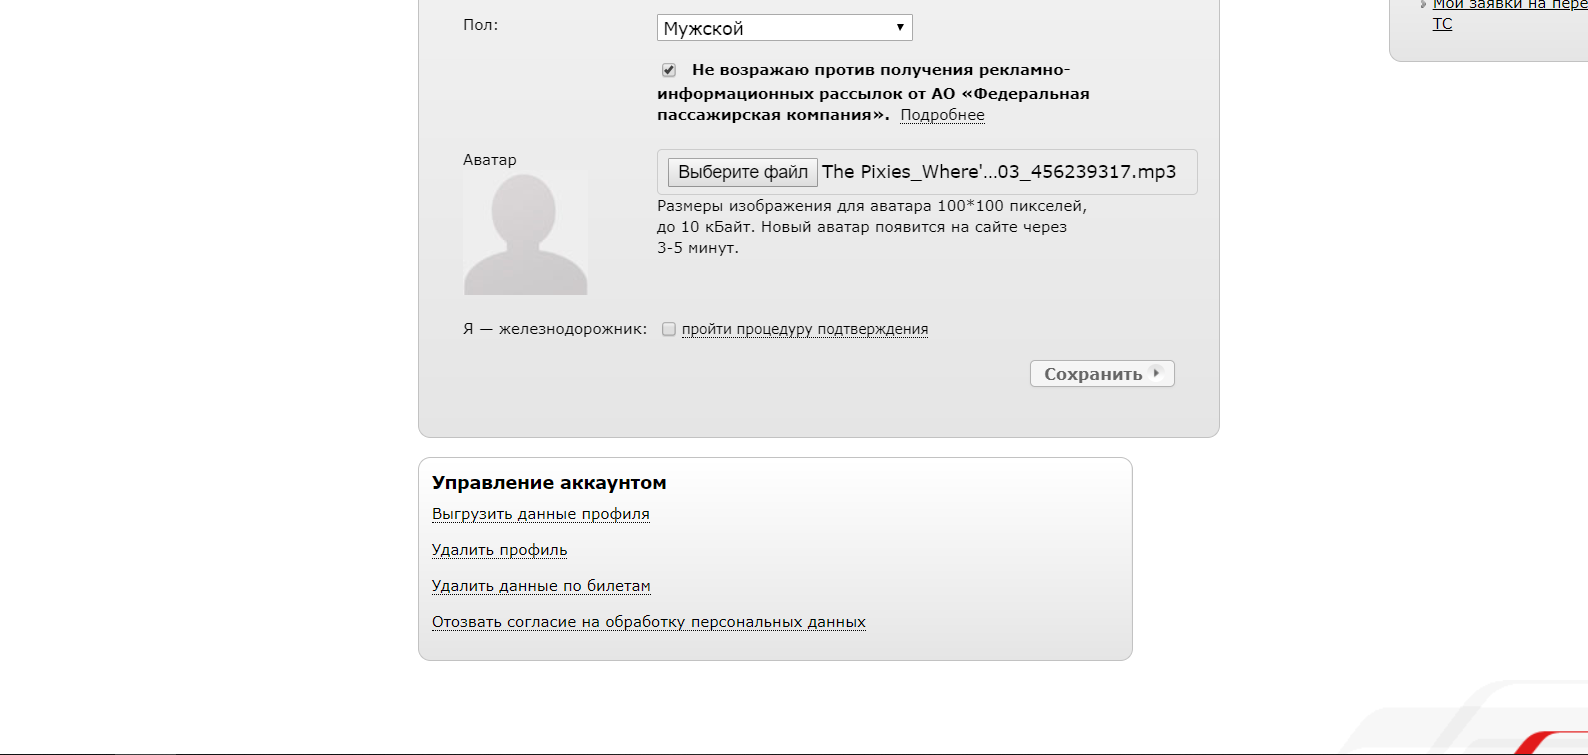 Мои заявки на пере
ТС
Пол:
Мужской
Не возражаю против получения рекламно-
информационных рассылок от АО «Федеральная
пассажирская компания». Подробнее
Аватар
Выберите файл The Pixies_Where'...03_456239317.mp3
Размеры изображения для аватара 100*100 пикселей,
до 10 кБайт. Новый аватар появится на сайте через
3-5 минут.
Я — железнодорожник: пройти процедуру подтверждения
Сохранить
Управление аккаунтом
Выгрузить данные профиля
Удалить профиль
Удалить данные по билетам
Отозвать согласие на обработку персональных данных